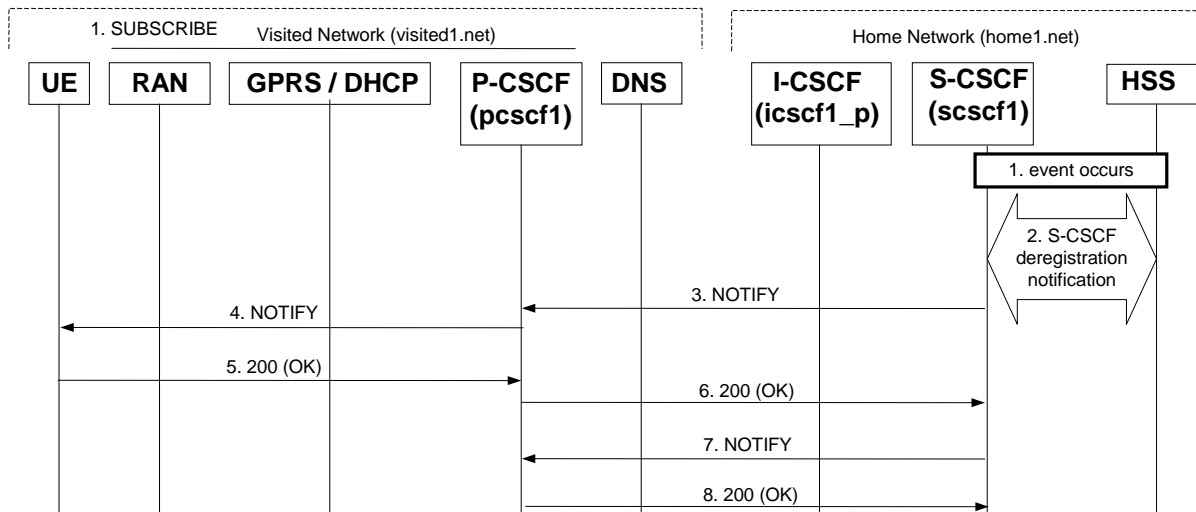 1. SUBSCRIBE
Visited Network (visited1.net)
Home Network (home1.net)
UE
RAN
GPRS / DHCP
P-CSCF
(pcscf1)
DNS
I-CSCF
(icscf1_p)
S-CSCF
(scscf1)
HSS
1. event occurs
2. S-CSCF
deregistration
notification
3. NOTIFY
4. NOTIFY
5. 200 (OK)
6. 200 (OK)
7. NOTIFY
8. 200 (OK)